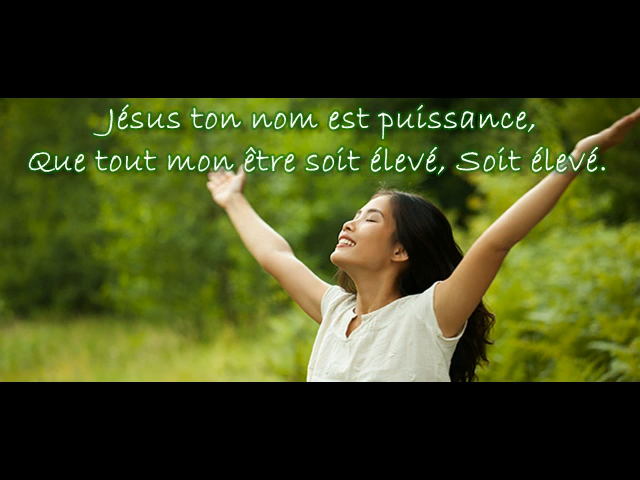 Jésus ton nom est puissance,
Que tout mon être soit élevé, Soit élevé.